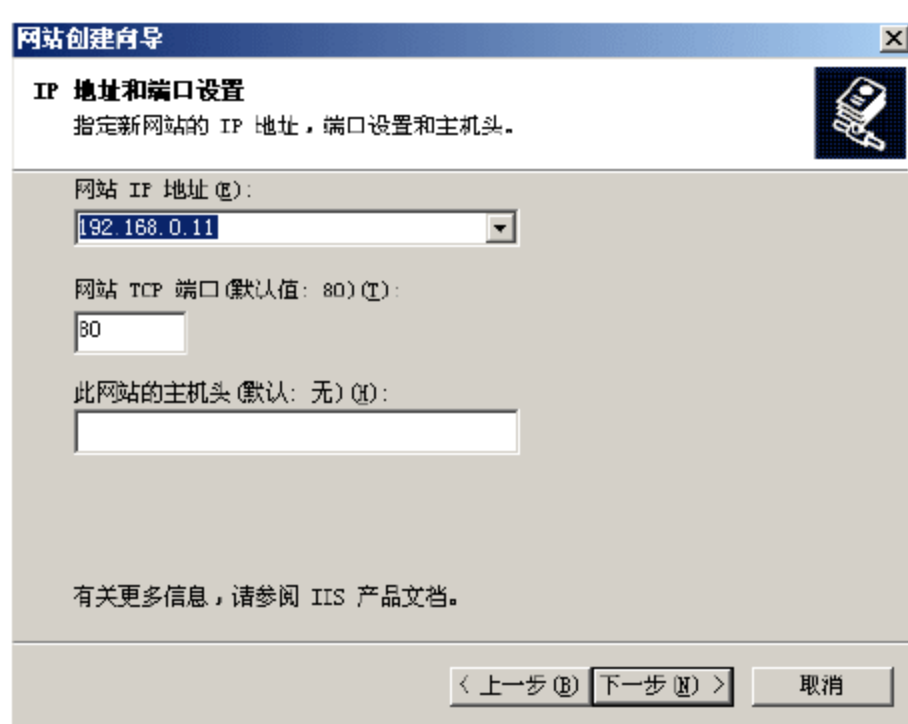 网站创建向导
IP 地址和端口设置
指定新网站的 IP 地址，端口设置和主机头。
网站 IP 地址(E):
192.168.0.11
网站 TCP 端口(默认值: 80)(T):
80
此网站的主机头(默认: 无)(H):
有关更多信息，请参阅 IIS 产品文档。
< 上一步(B) 下一步(N) > 取消